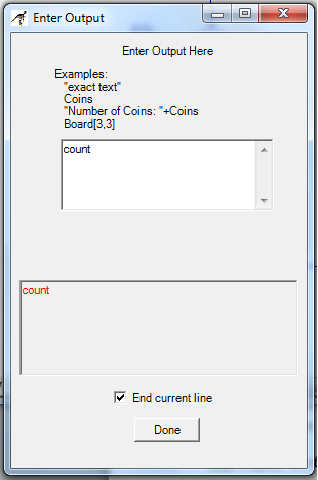 Enter Output
Enter Output Here
Examples:
"exact text"
Coins
"Number of Coins: "+Coins
Board[3,3]
count
count
End current line
Done